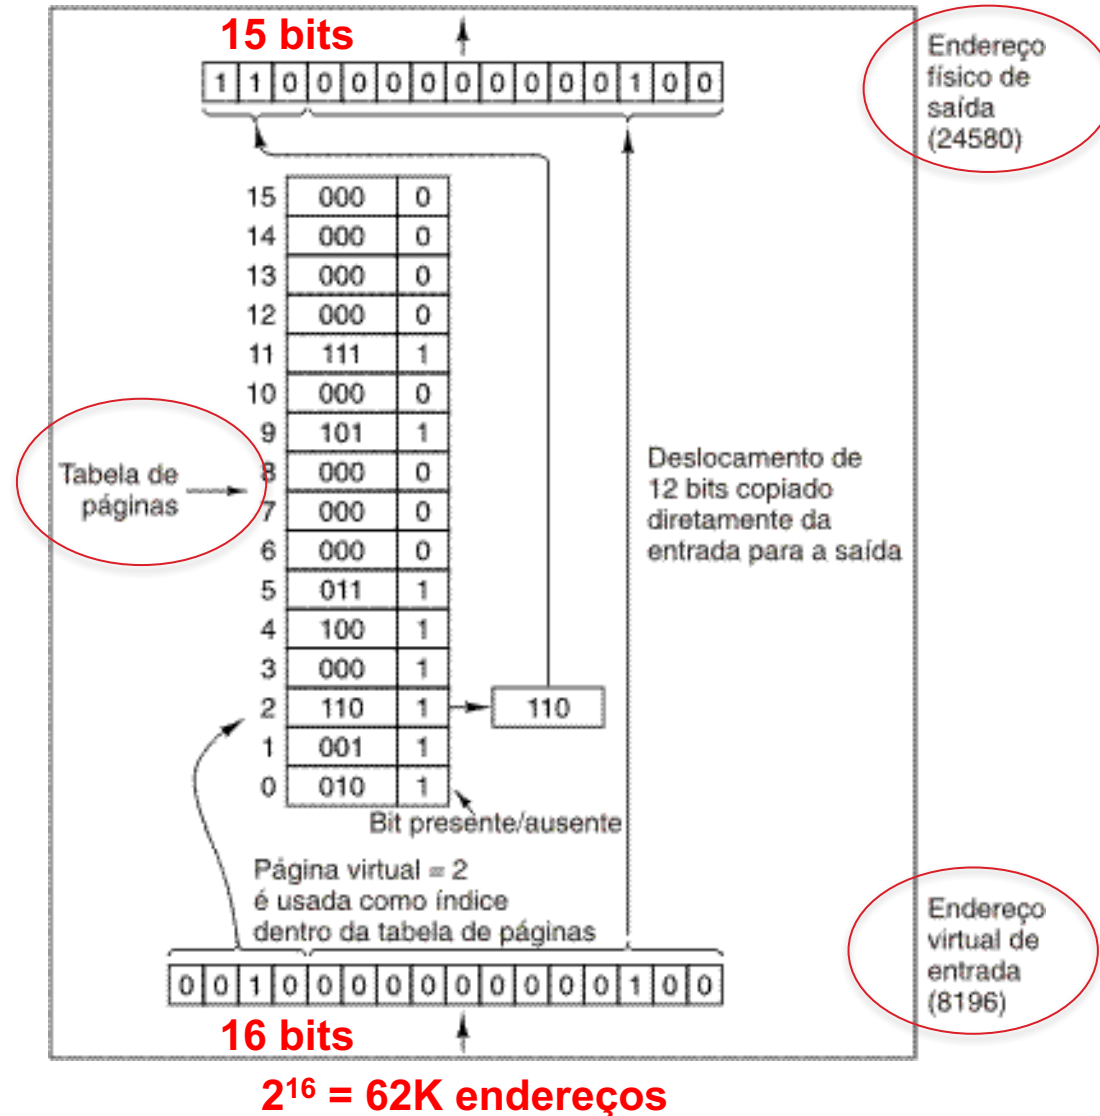 15 bits
1 1 0 0 0 0 0 0 0 0 0 0 1 0 0
Endereço
físico de
saída
(24580)
15 000 0
14 000 0
13 000 0
12 000 0
11 111 1
10 000 0
9 101 1
8 000 0
7 000 0
6 000 0
5 011 1
4 100 1
3 000 1
2 110 1
1 001 1
0 010 1
Tabela de
páginas
110
Deslocamento de
12 bits copiado
diretamente da
entrada para a saída
Bit presente/ausente
Página virtual = 2
é usada como índice
dentro da tabela de páginas
0 0 1 0 0 0 0 0 0 0 0 0 0 1 0 0
Endereço
virtual de
entrada
(8196)
16 bits
2¹⁶ = 62K endereços